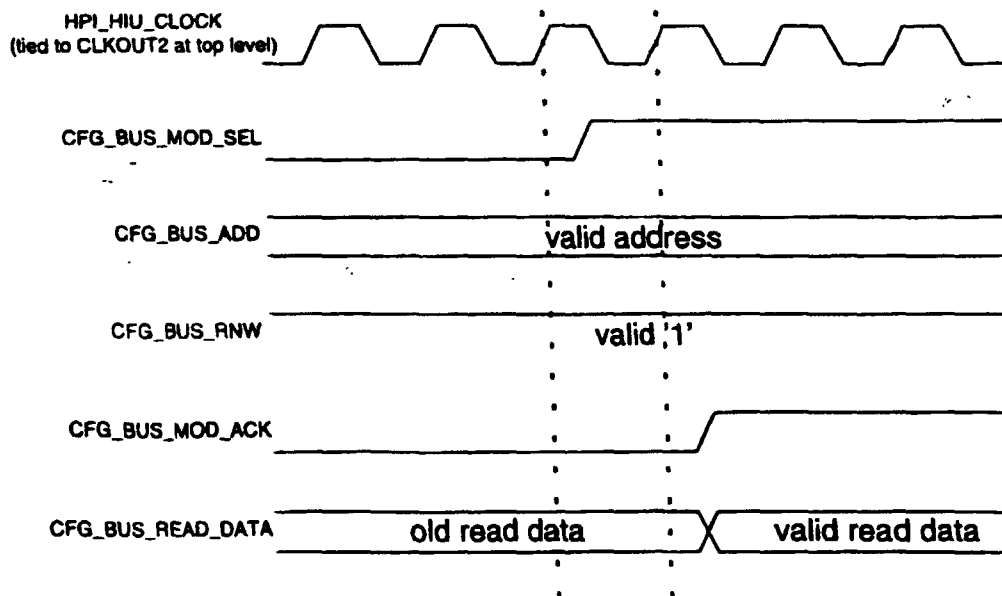 HPI_HIU_CLOCK
(tied to CLKOUT2 at top level)
CFG_BUS_MOD_SEL
CFG_BUS_ADD
valid address
CFG_BUS_RNW
valid '1'
CFG_BUS_MOD_ACK
CFG_BUS_READ_DATA
old read data
valid read data